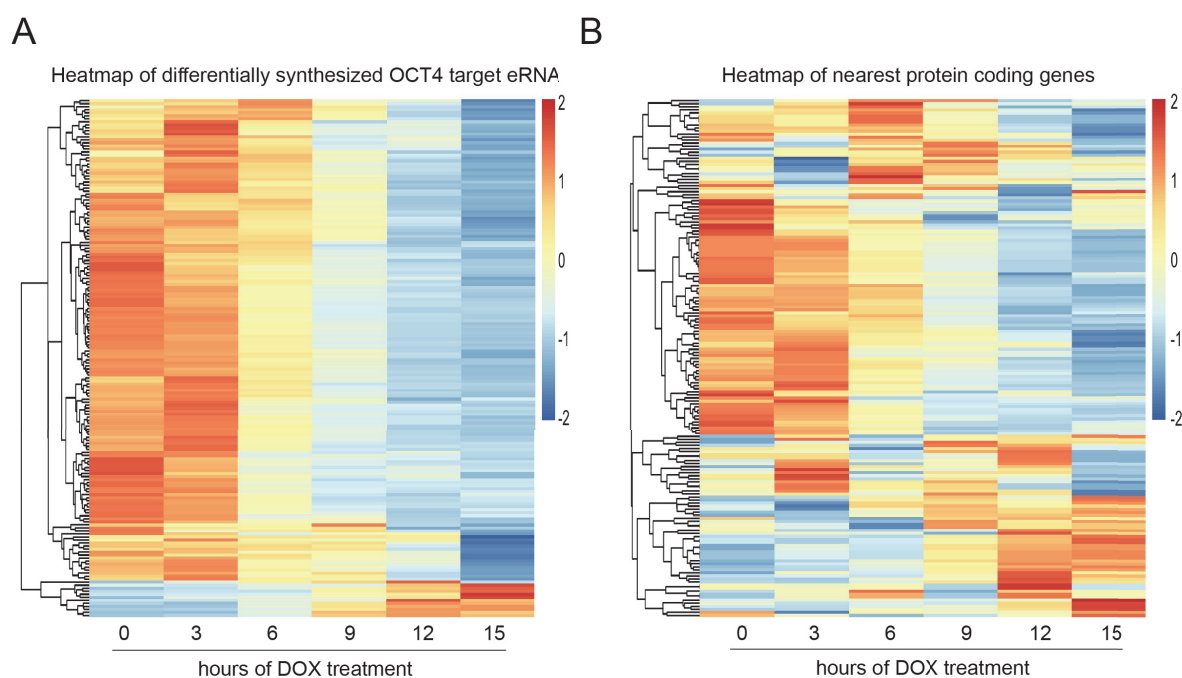 A
B
Heatmap of differentially synthesized OCT4 target eRNA
Heatmap of nearest protein coding genes
2
1
0
-1
-2
2
1
0
-1
-2
0 3 6 9 12 15
0 3 6 9 12 15
hours of DOX treatment
hours of DOX treatment